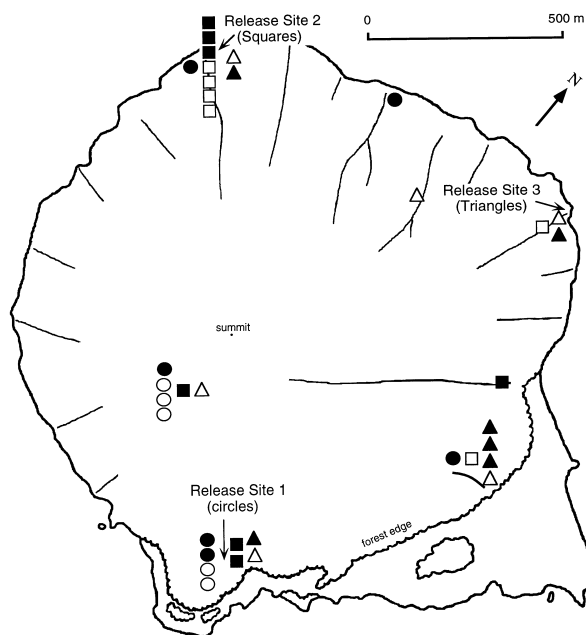 Release Site 2
(Squares)
0
500 m
N
Release Site 3
(Triangles)
summit
Release Site 1
(circles)
forest edge